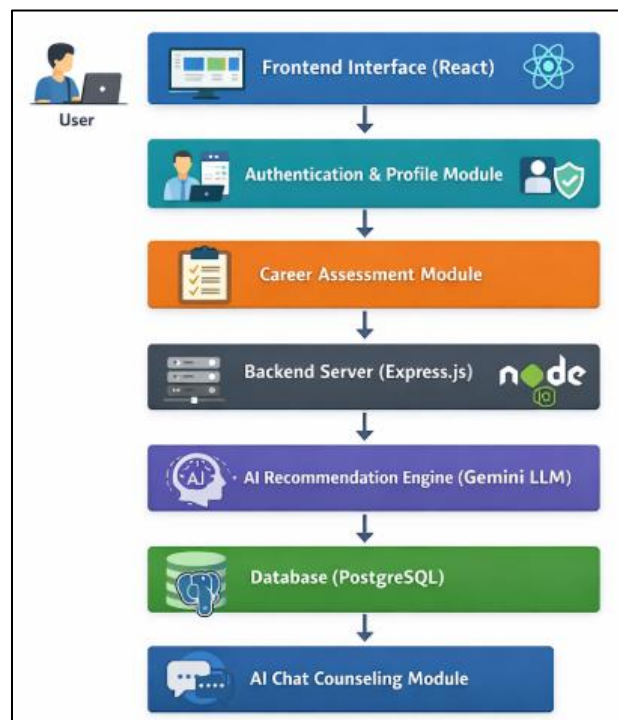 Frontend Interface (React)
User
Authentication & Profile Module
Career Assessment Module
Backend Server (Express.js)
node
AI
AI Recommendation Engine (Gemini LLM)
Database (PostgreSQL)
AI Chat Counseling Module